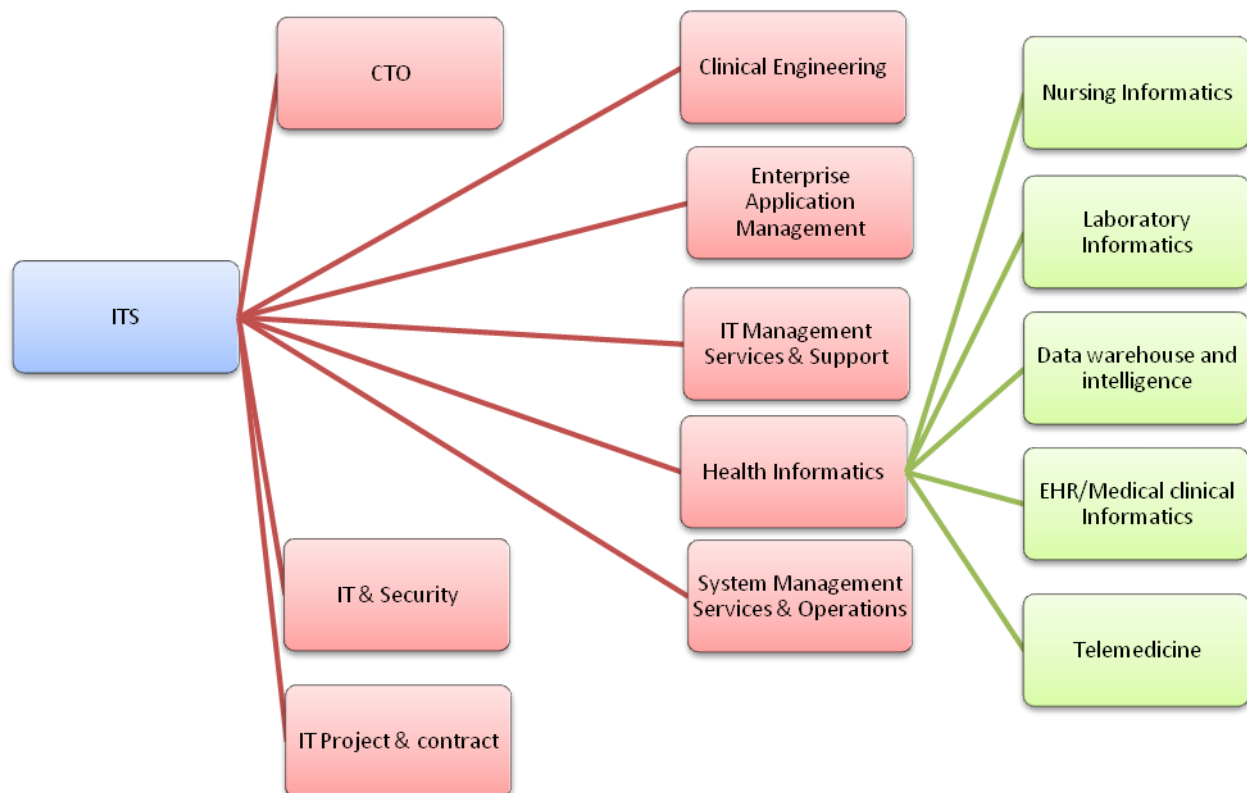 CTO
Clinical Engineering
Nursing Informatics
Enterprise
Application
Management
Laboratory
Informatics
ITS
IT Management
Services & Support
Data warehouse and
intelligence
Health Informatics
EHR/Medical clinical
Informatics
IT & Security
System Management
Services & Operations
Telemedicine
IT Project & contract